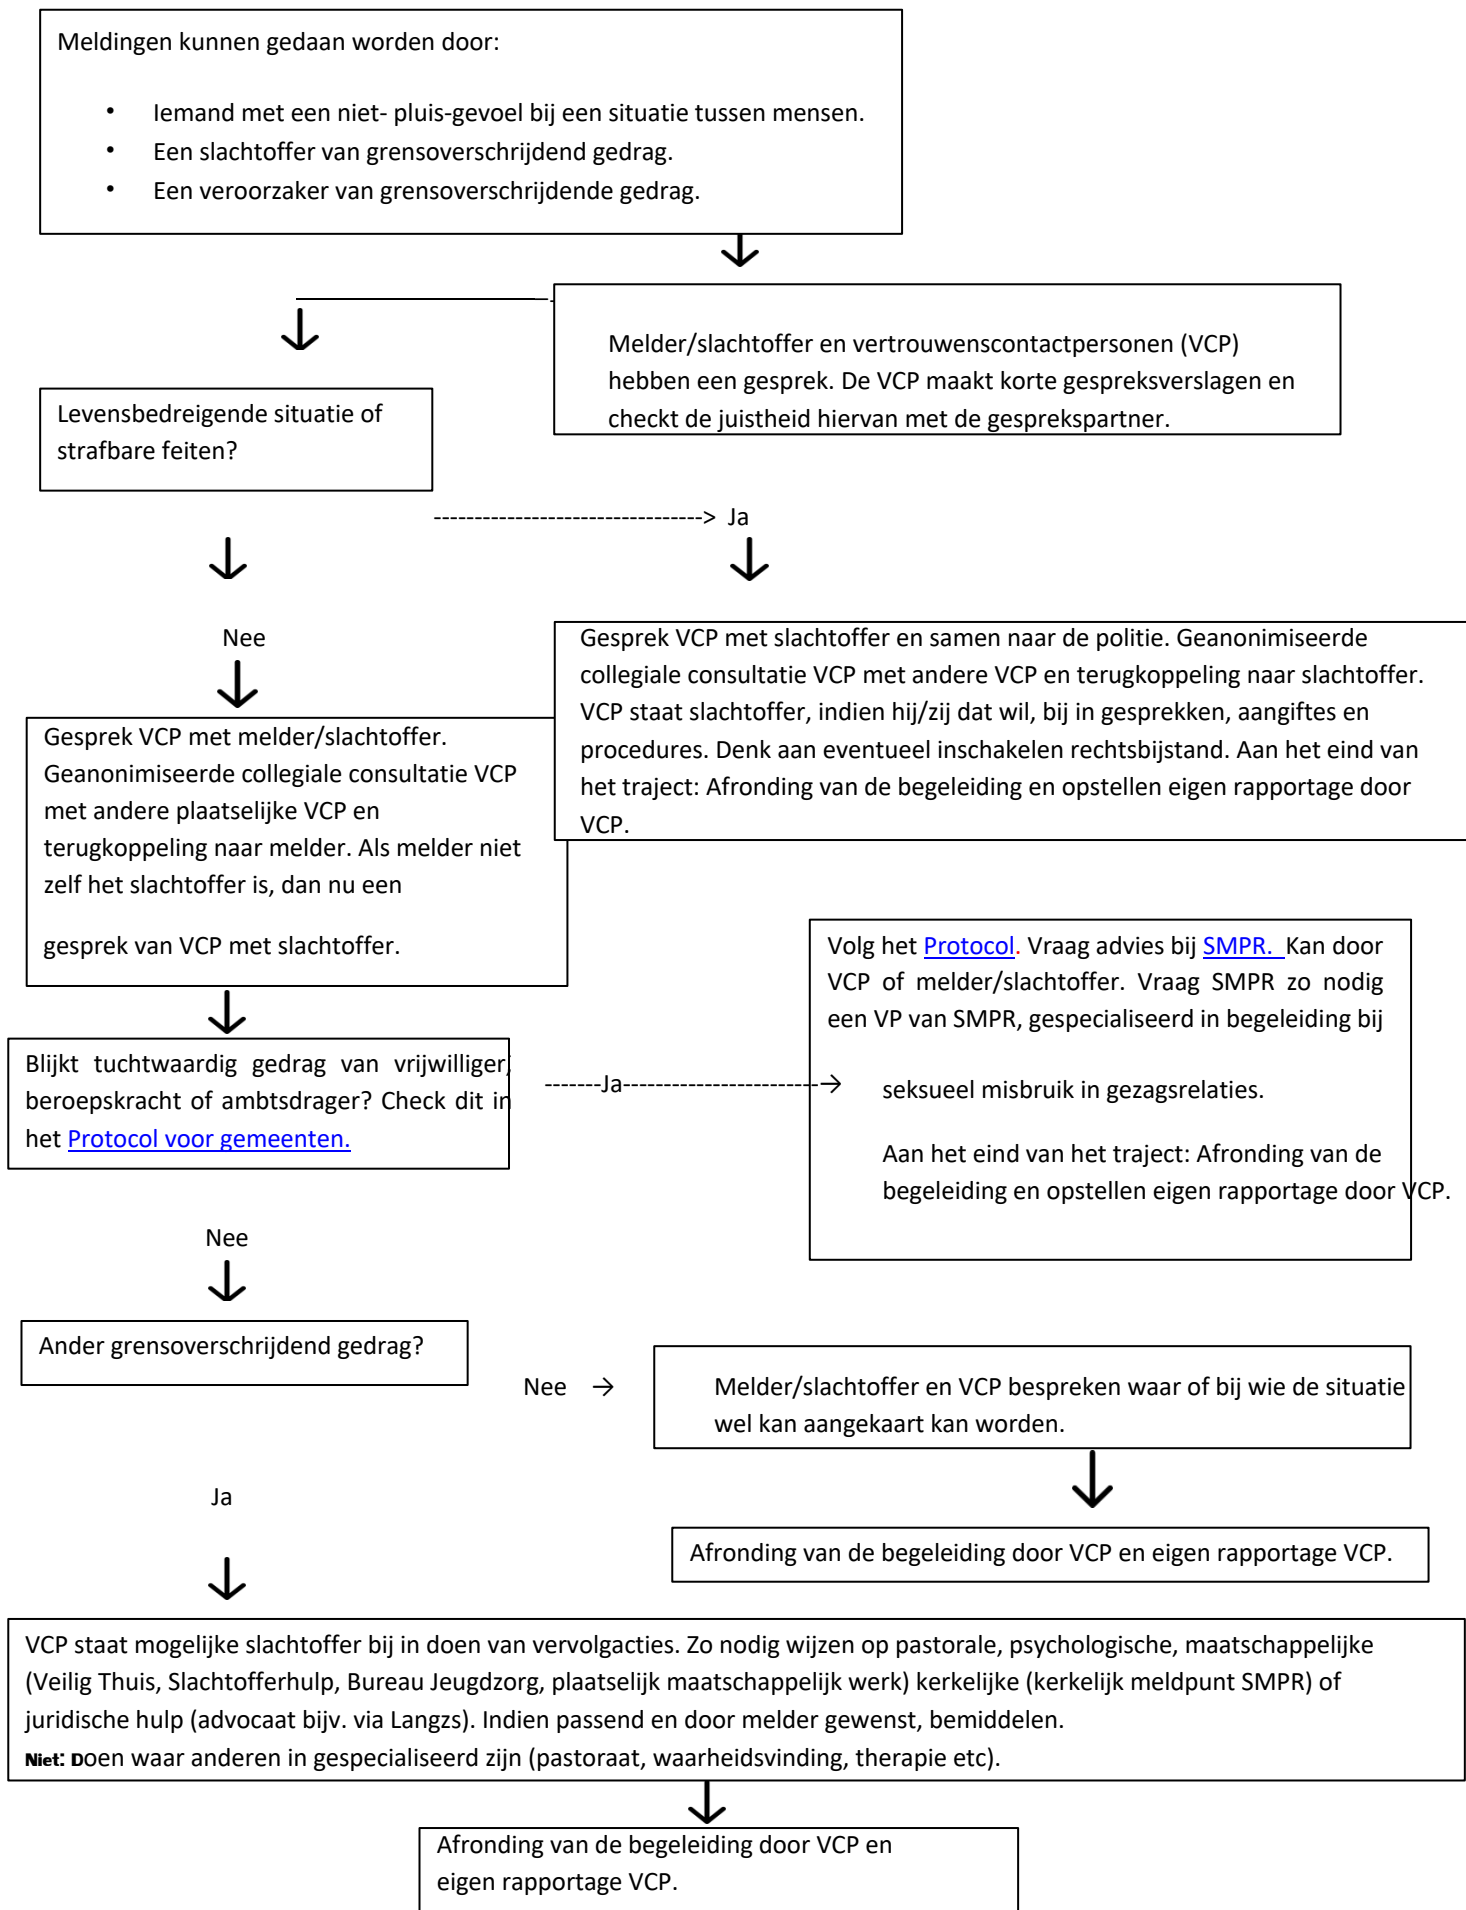 Meldingen kunnen gedaan worden door:
• Iemand met een niet- pluis-gevoel bij een situatie tussen mensen.
• Een slachtoffer van grensoverschrijdend gedrag.
• Een veroorzaker van grensoverschrijdende gedrag.
Melder/slachtoffer en vertrouwenscontactpersonen (VCP)
hebben een gesprek. De VCP maakt korte gespreksverslagen en
checkt de juistheid hiervan met de gesprekspartner.
Levensbedreigende situatie of
strafbare feiten?
---------------------------------> Ja
Nee
Gesprek VCP met slachtoffer en samen naar de politie. Geanonimiseerde
collegiale consultatie VCP met andere VCP en terugkoppeling naar slachtoffer.
VCP staat slachtoffer, indien hij/zij dat wil, bij in gesprekken, aangiftes en
procedures. Denk aan eventueel inschakelen rechtsbijstand. Aan het eind van
het traject: Afronding van de begeleiding en opstellen eigen rapportage door
VCP.
Gesprek VCP met melder/slachtoffer.
Geanonimiseerde collegiale consultatie VCP
met andere plaatselijke VCP en
terugkoppeling naar melder. Als melder niet
zelf het slachtoffer is, dan nu een
gesprek van VCP met slachtoffer.
Volg het Protocol. Vraag advies bij SMPR. Kan door
VCP of melder/slachtoffer. Vraag SMPR zo nodig
een VP van SMPR, gespecialiseerd in begeleiding bij
seksueel misbruik in gezagsrelaties.
Aan het eind van het traject: Afronding van de
begeleiding en opstellen eigen rapportage door VCP.
Blijkt tuchtwaardig gedrag van vrijwilliger,
beroepskracht of ambtsdrager? Check dit in
het Protocol voor gemeenten.
-------Ja------------------------→
Nee
Ander grensoverschrijdend gedrag?
Nee →
Melder/slachtoffer en VCP bespreken waar of bij wie de situatie
wel kan aangekaart kan worden.
Ja
Afronding van de begeleiding door VCP en eigen rapportage VCP.
VCP staat mogelijke slachtoffer bij in doen van vervolgacties. Zo nodig wijzen op pastorale, psychologische, maatschappelijke
(Veilig Thuis, Slachtofferhulp, Bureau Jeugdzorg, plaatselijk maatschappelijk werk) kerkelijke (kerkelijk meldpunt SMPR) of
juridische hulp (advocaat bijv. via Langzs). Indien passend en door melder gewenst, bemiddelen.
Niet: Doen waar anderen in gespecialiseerd zijn (pastoraat, waarheidsvinding, therapie etc).
Afronding van de begeleiding door VCP en
eigen rapportage VCP.